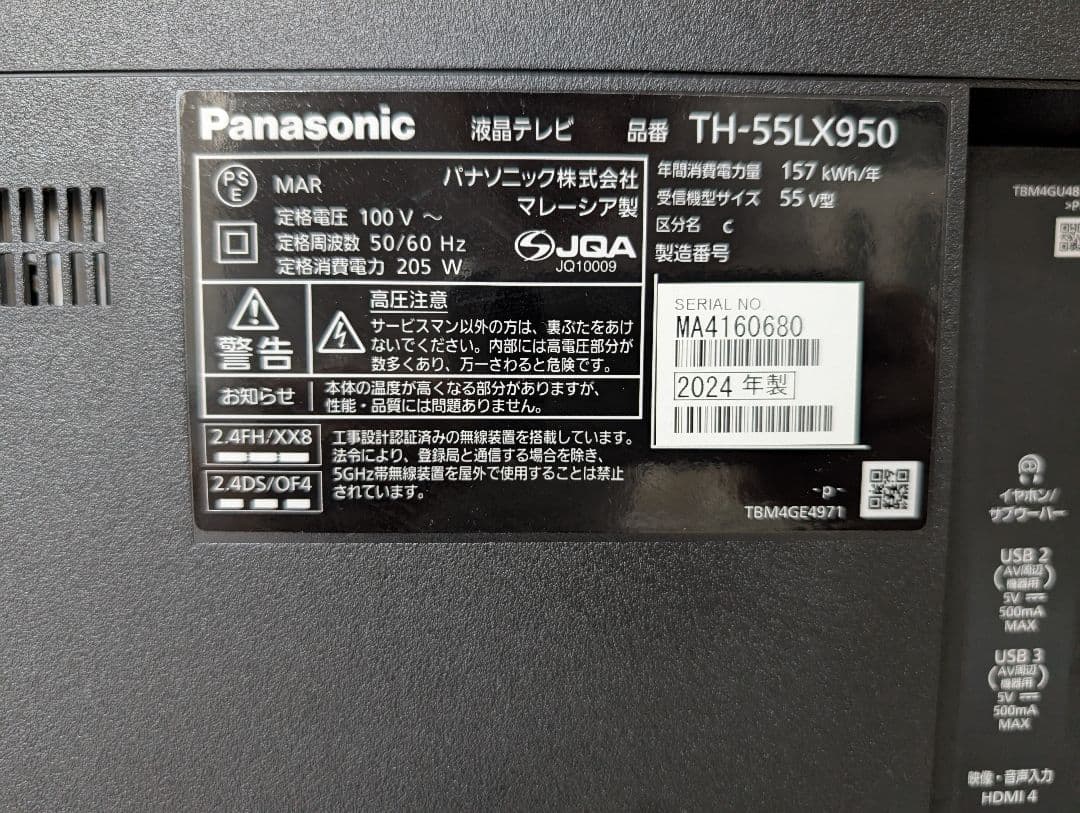 Panasonic 液晶テレビ 品番 TH-55LX950
PS
E
MAR
パナソニック株式会社
マレーシア製
定格電圧 100 V ～
定格周波数 50/60 Hz
定格消費電力 205 W
JQA
JQ10009
年間消費電力量 157 kWh/年
受信機型サイズ 55 V型
区分名 C
製造番号
SERIAL NO.
MA4160680
2024 年製
警告
高圧注意
サービスマン以外の方は、裏ぶたをあけ
ないでください。内部には高電圧部分が
数多くあり、万一さわると危険です。
お知らせ
本体の温度が高くなる部分がありますが、
性能・品質には問題ありません。
2.4FH/XX8
2.4DS/OF4
工事設計認証済みの無線装置を搭載しています。
法令により、登録局と通信する場合を除き、
5GHz帯無線装置を屋外で使用することは禁止
されています。
-p-
TBM4GE4971
TBM4GU48
>P
イヤホン/
サブウーハー
USB 2
(AV周辺
機器用)
5V
500mA
MAX
USB 3
(AV周辺
機器用)
5V
500mA
MAX
映像・音声入力
HDMI 4